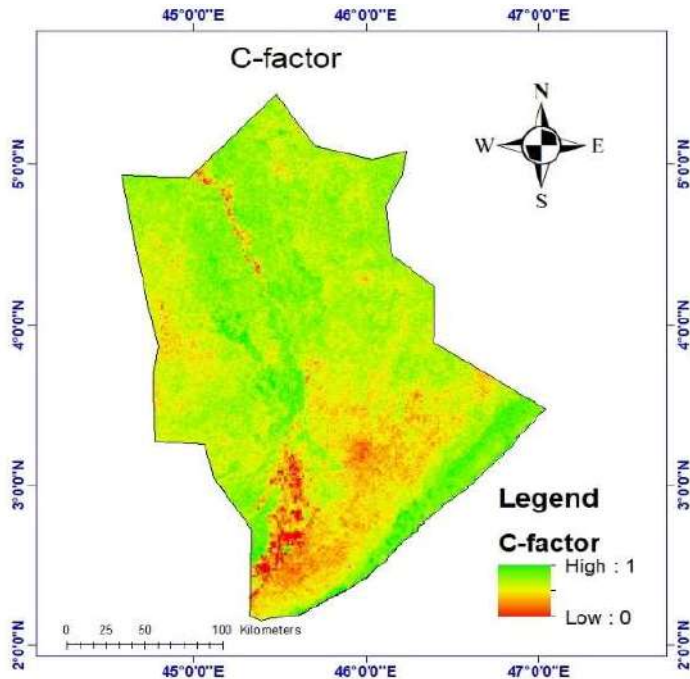 45°0'0"E 46°0'0"E 47°0'0"E
C-factor
N
W E
S
5°0'0"N 5°0'0"N
4°0'0"N 4°0'0"N
3°0'0"N 3°0'0"N
Legend
C-factor
High : 1
Low : 0
0 25 50 100 Kilometers
2°0'0"N 2°0'0"N
45°0'0"E 46°0'0"E 47°0'0"E